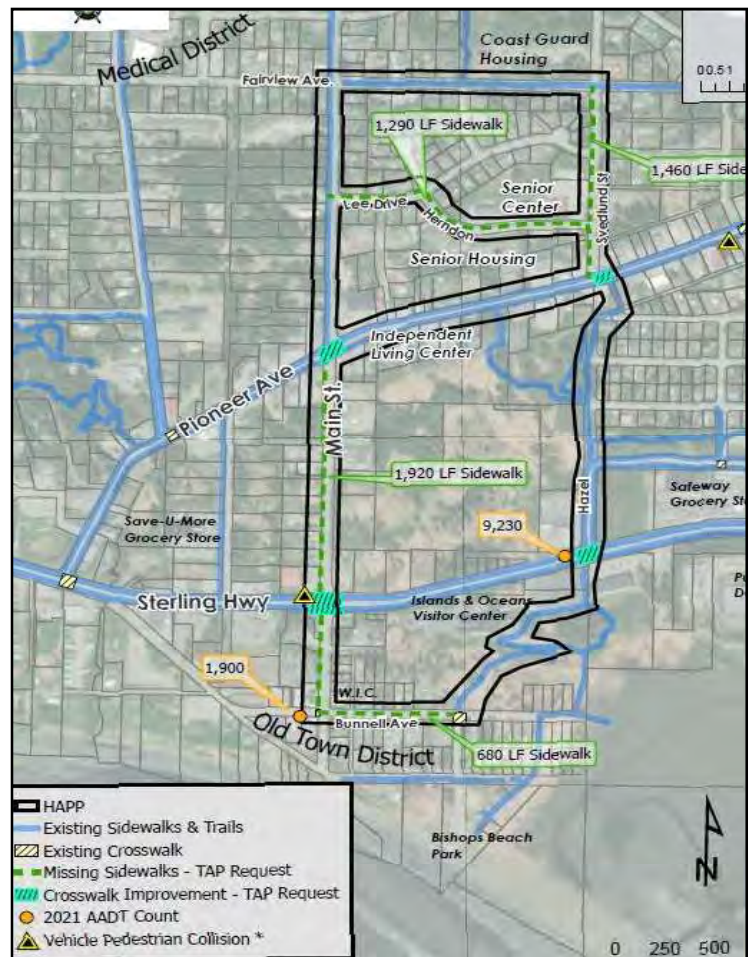 Medical District
Coast Guard
Housing
00.51
Fairview Ave.
1,290 LF Sidewalk
1,460 LF Side
Senior
Center
Svedlund St
Lee Drive
Herndon
Senior Housing
Independent
Living Center
Pioneer Ave
Main St.
1,920 LF Sidewalk
Hazel
Safeway
Grocery St
Save-U-More
Grocery Store
9,230
Sterling Hwy
Islands & Oceans
Visitor Center
1,900
W.I.C.
Bunnell Ave
Old Town District
680 LF Sidewalk
Bishops Beach
Park
HAPP
Existing Sidewalks & Trails
Existing Crosswalk
Missing Sidewalks - TAP Request
Crosswalk Improvement - TAP Request
2021 AADT Count
Vehicle Pedestrian Collision *
N
0 250 500